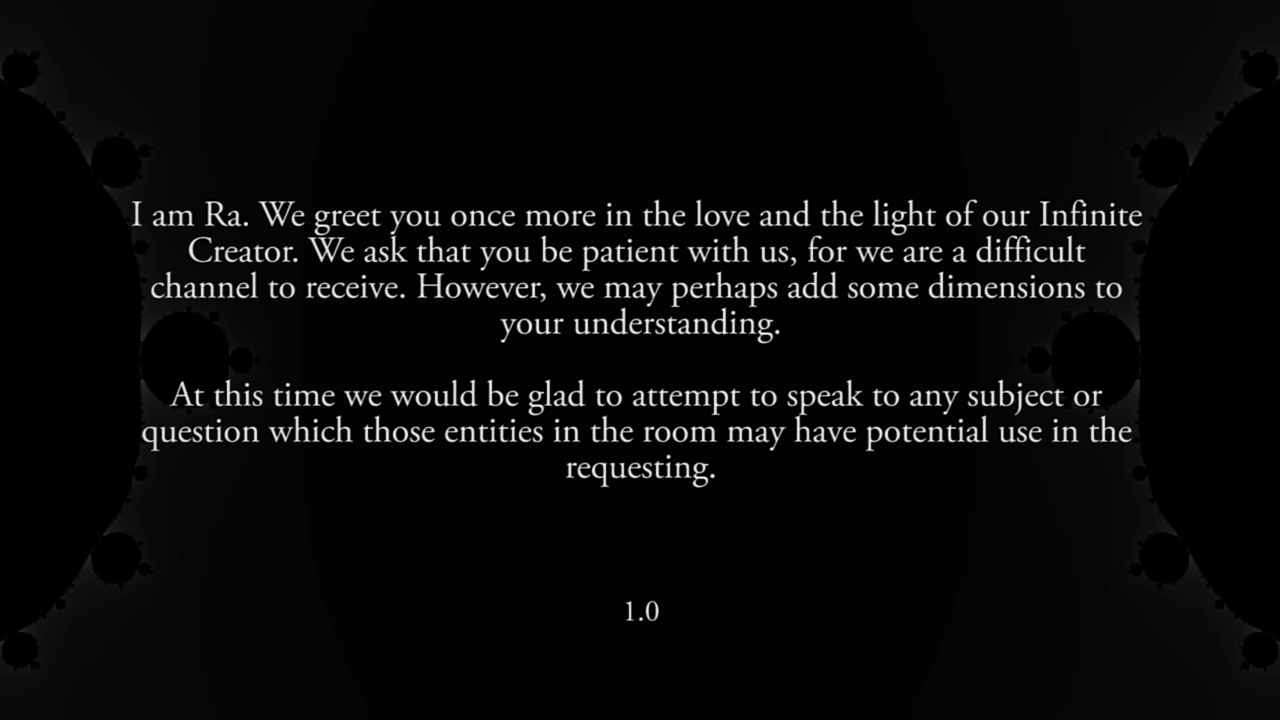 I am Ra. We greet you once more in the love and the light of our Infinite
Creator. We ask that you be patient with us, for we are a difficult
channel to receive. However, we may perhaps add some dimensions to
your understanding.
At this time we would be glad to attempt to speak to any subject or
question which those entities in the room may have potential use in the
requesting.
1.0